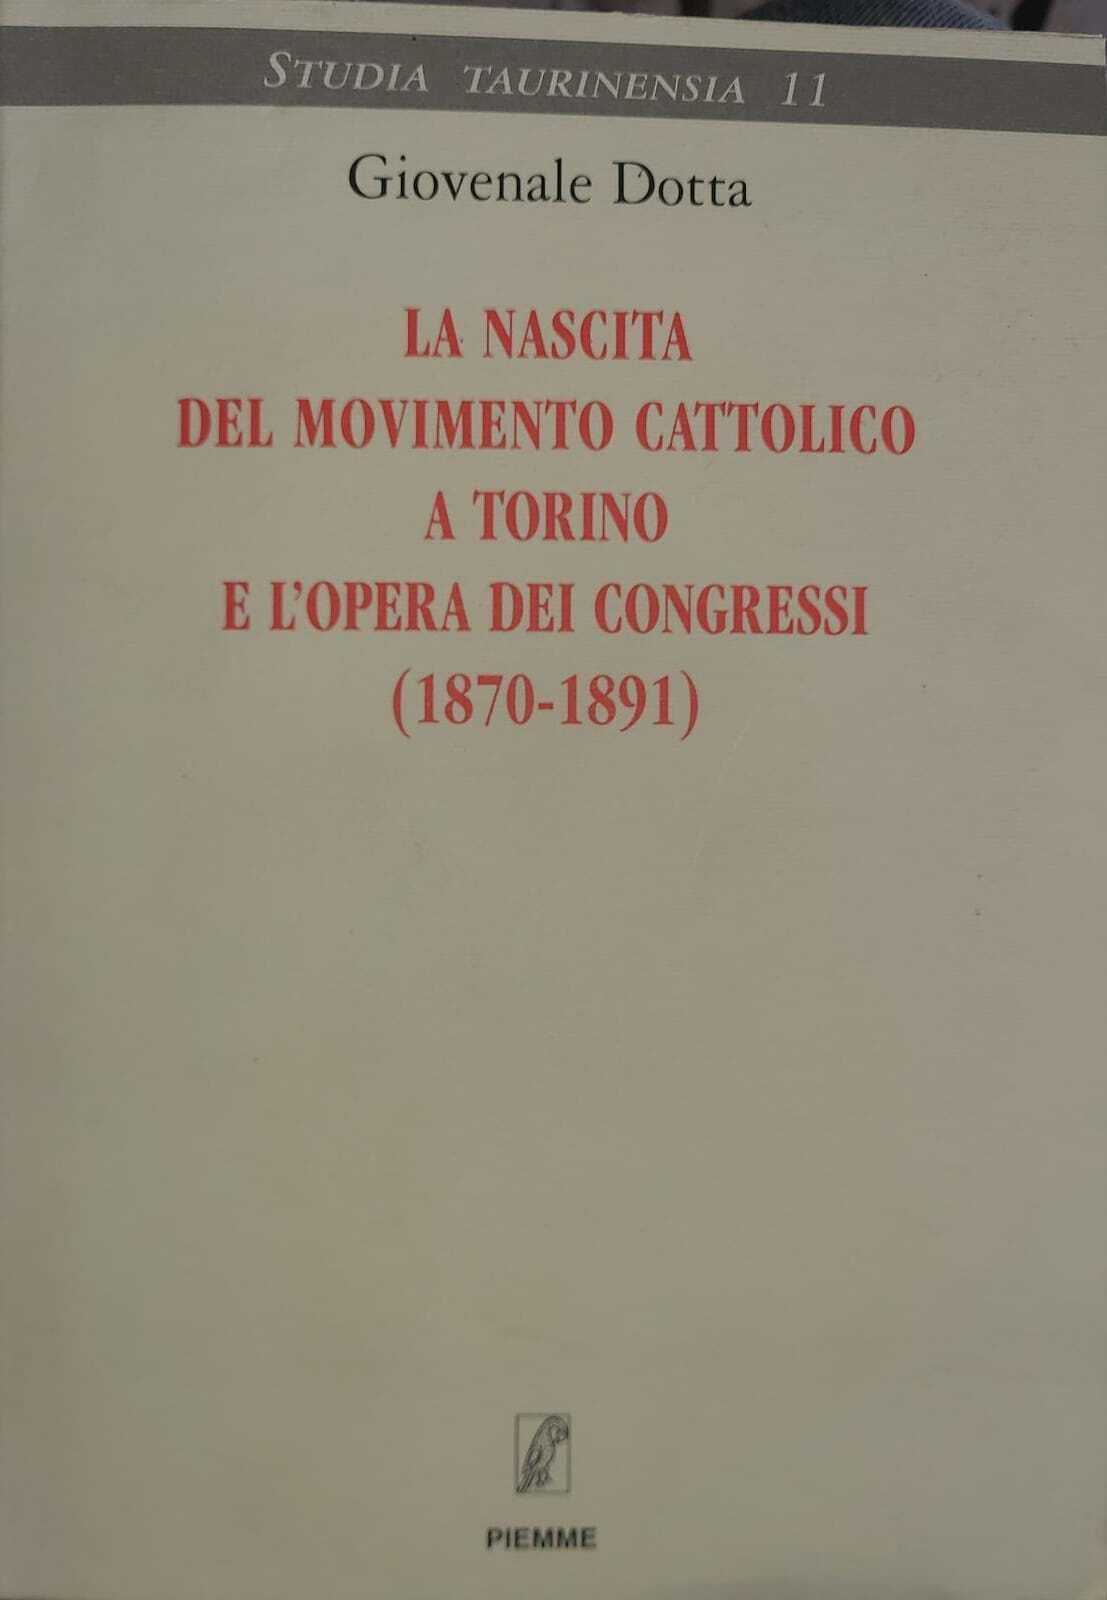 STUDIA TAURINENSIA 11
Giovenale Dotta
LA NASCITA
DEL MOVIMENTO CATTOLICO
A TORINO
E L'OPERA DEI CONGRESSI
(1870-1891)
PIEMME